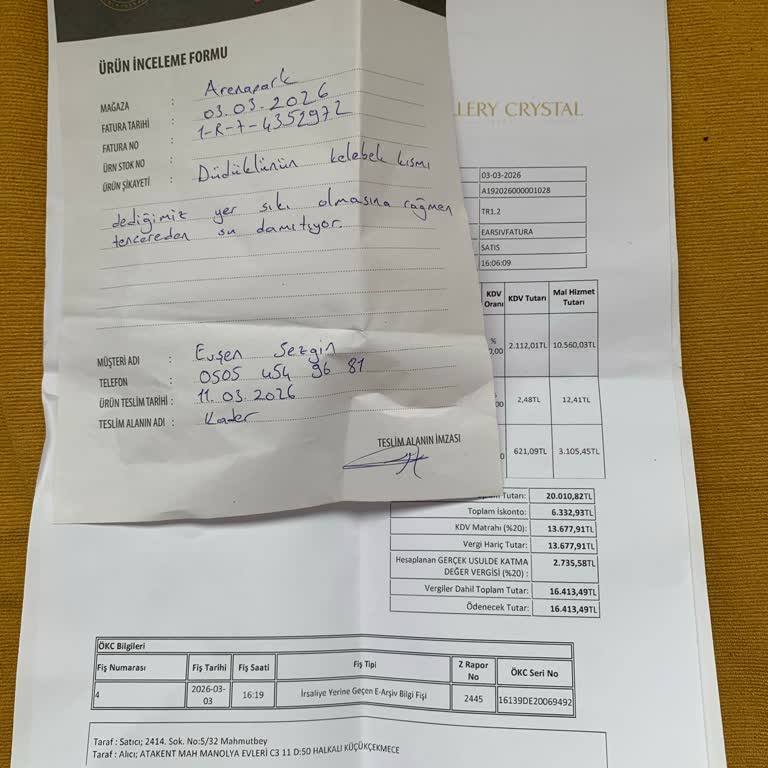 ÜRÜN İNCELEME FORMU
MAĞAZA : Arenapark
FATURA TARİHİ : 03.03.2026
FATURA NO : 1-R-7-4352972
ÜRN STOK NO :
ÜRÜN ŞİKAYETİ : Düdüklünün kelebek kısmı
dediğimiz yer sıkı olmasına rağmen
tencereden su damıtıyor.
MÜŞTERİ ADI : Evşen Sezgin
TELEFON : 0505 454 96 81
ÜRÜN TESLİM TARİHİ : 11.03.2026
TESLİM ALANIN ADI : Kader
TESLİM ALANIN İMZASI
LLERY CRYSTAL
03-03-2026
A192026000001028
TR1.2
EARSIVFATURA
SATIS
16:06:09
KDV Oranı KDV Tutarı Mal Hizmet Tutarı
% 0,00 2.112,01TL 10.560,03TL
00 2,48TL 12,41TL
0 621,09TL 3.105,45TL
Tutarı: 20.010,82TL
Toplam İskonto: 6.332,93TL
KDV Matrahı (%20): 13.677,91TL
Vergi Hariç Tutar: 13.677,91TL
Hesaplanan GERÇEK USULDE KATMA
DEĞER VERGİSİ (%20) : 2.735,58TL
Vergiler Dahil Toplam Tutar: 16.413,49TL
Ödenecek Tutar: 16.413,49TL
ÖKC Bilgileri
Fiş Numarası Fiş Tarihi Fiş Saati Fiş Tipi Z Rapor No ÖKC Seri No
4 2026-03-03 16:19 İrsaliye Yerine Geçen E-Arşiv Bilgi Fişi 2445 16139DE20069492
Taraf : Satıcı; 2414. Sok. No:5/32 Mahmutbey
Taraf : Alıcı; ATAKENT MAH MANOLYA EVLERİ C3 11 D:50 HALKALI KÜÇÜKÇEKMECE